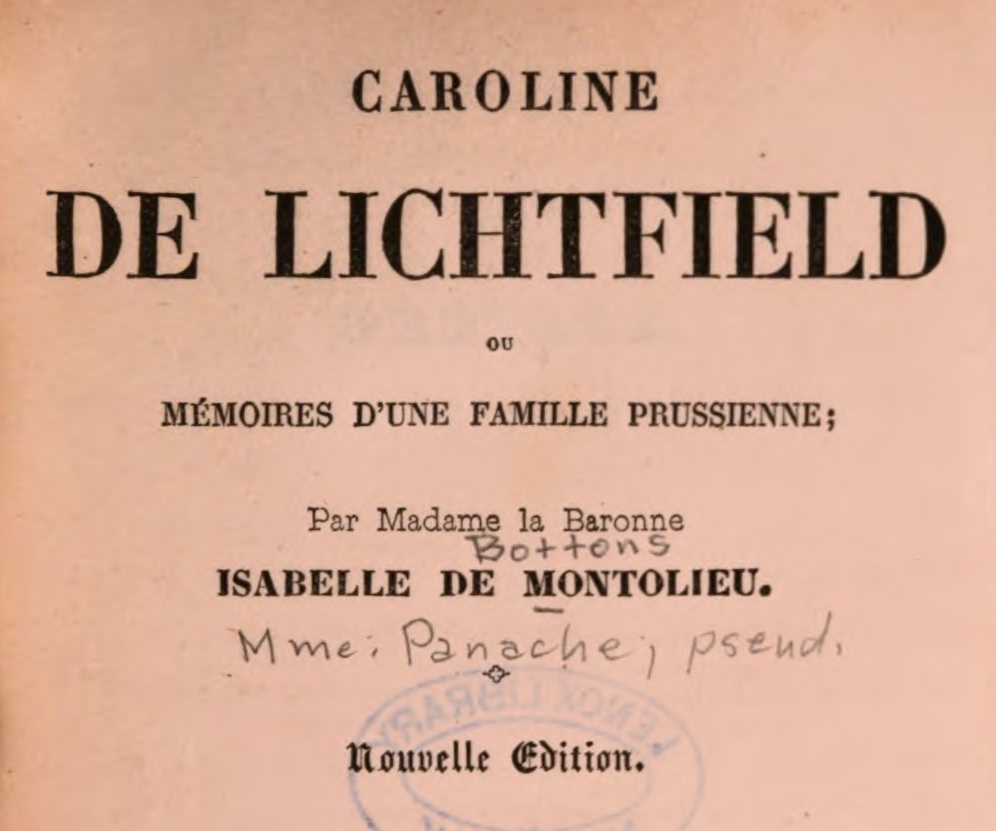 CAROLINE
DE LICHTFIELD
OU
MÉMOIRES D'UNE FAMILLE PRUSSIENNE;
Par Madame la Baronne
Bottons
ISABELLE DE MONTOLIEU.
Mme: Panache; pseud.
LENOX LIBRARY
Nouvelle Edition.